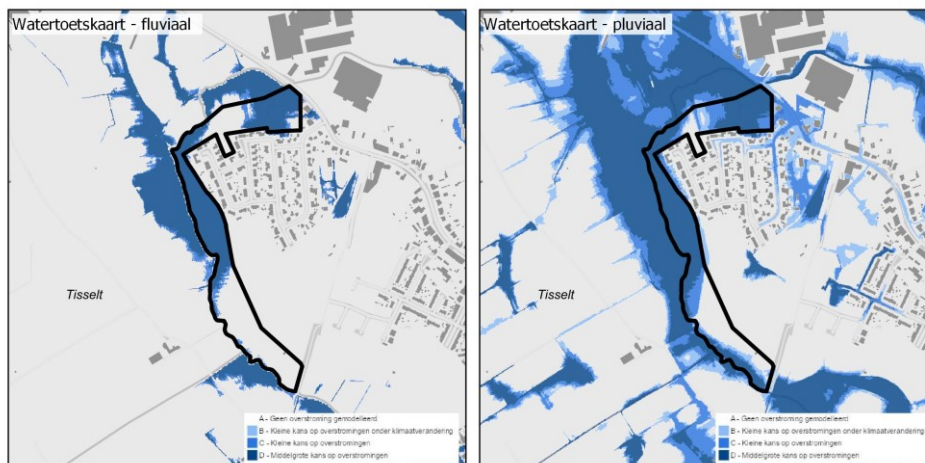 Watertoetskaart - fluviaal
Tisselt
A - Geen overstroming gemodelleerd
B - Kleine kans op overstromingen onder klimaatverandering
C - Kleine kans op overstromingen
D - Middelgrote kans op overstromingen
Watertoetskaart - pluviaal
Tisselt
A - Geen overstroming gemodelleerd
B - Kleine kans op overstromingen onder klimaatverandering
C - Kleine kans op overstromingen
D - Middelgrote kans op overstromingen